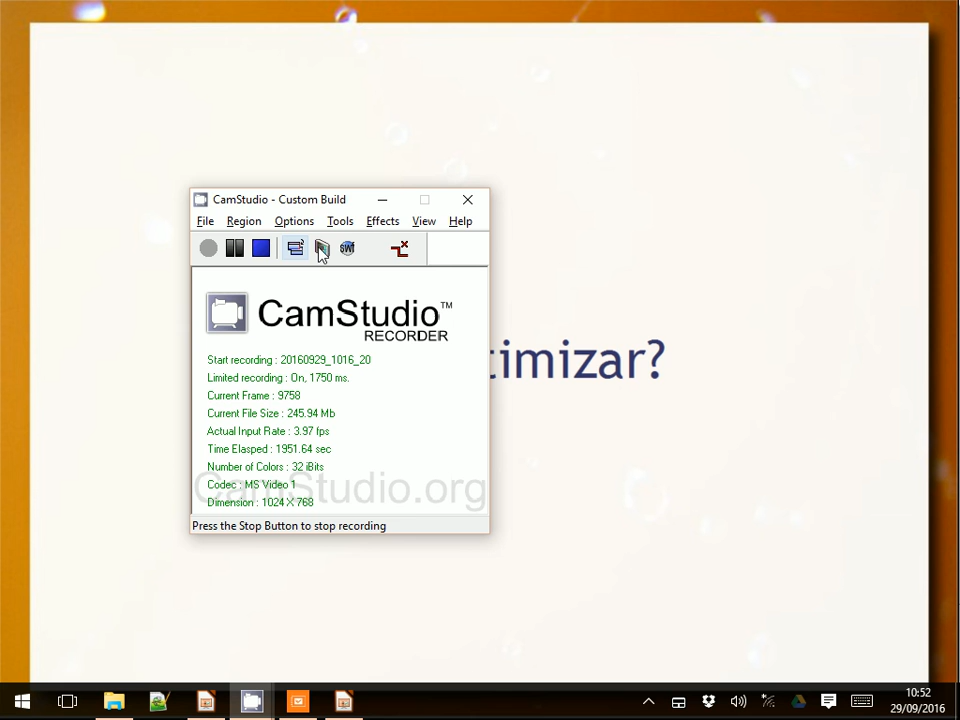 CamStudio - Custom Build
File Region Options Tools Effects View Help
SWF
CamStudio™
RECORDER
timizar?
Start recording : 20160929_1016_20
Limited recording : On, 1750 ms.
Current Frame : 9758
Current File Size : 245.94 Mb
Actual Input Rate : 3.97 fps
Time Elasped : 1951.64 sec
Number of Colors : 32 iBits
Codec : MS Video 1
CamStudio.org
Dimension : 1024 X 768
Press the Stop Button to stop recording
10:52
29/09/2016